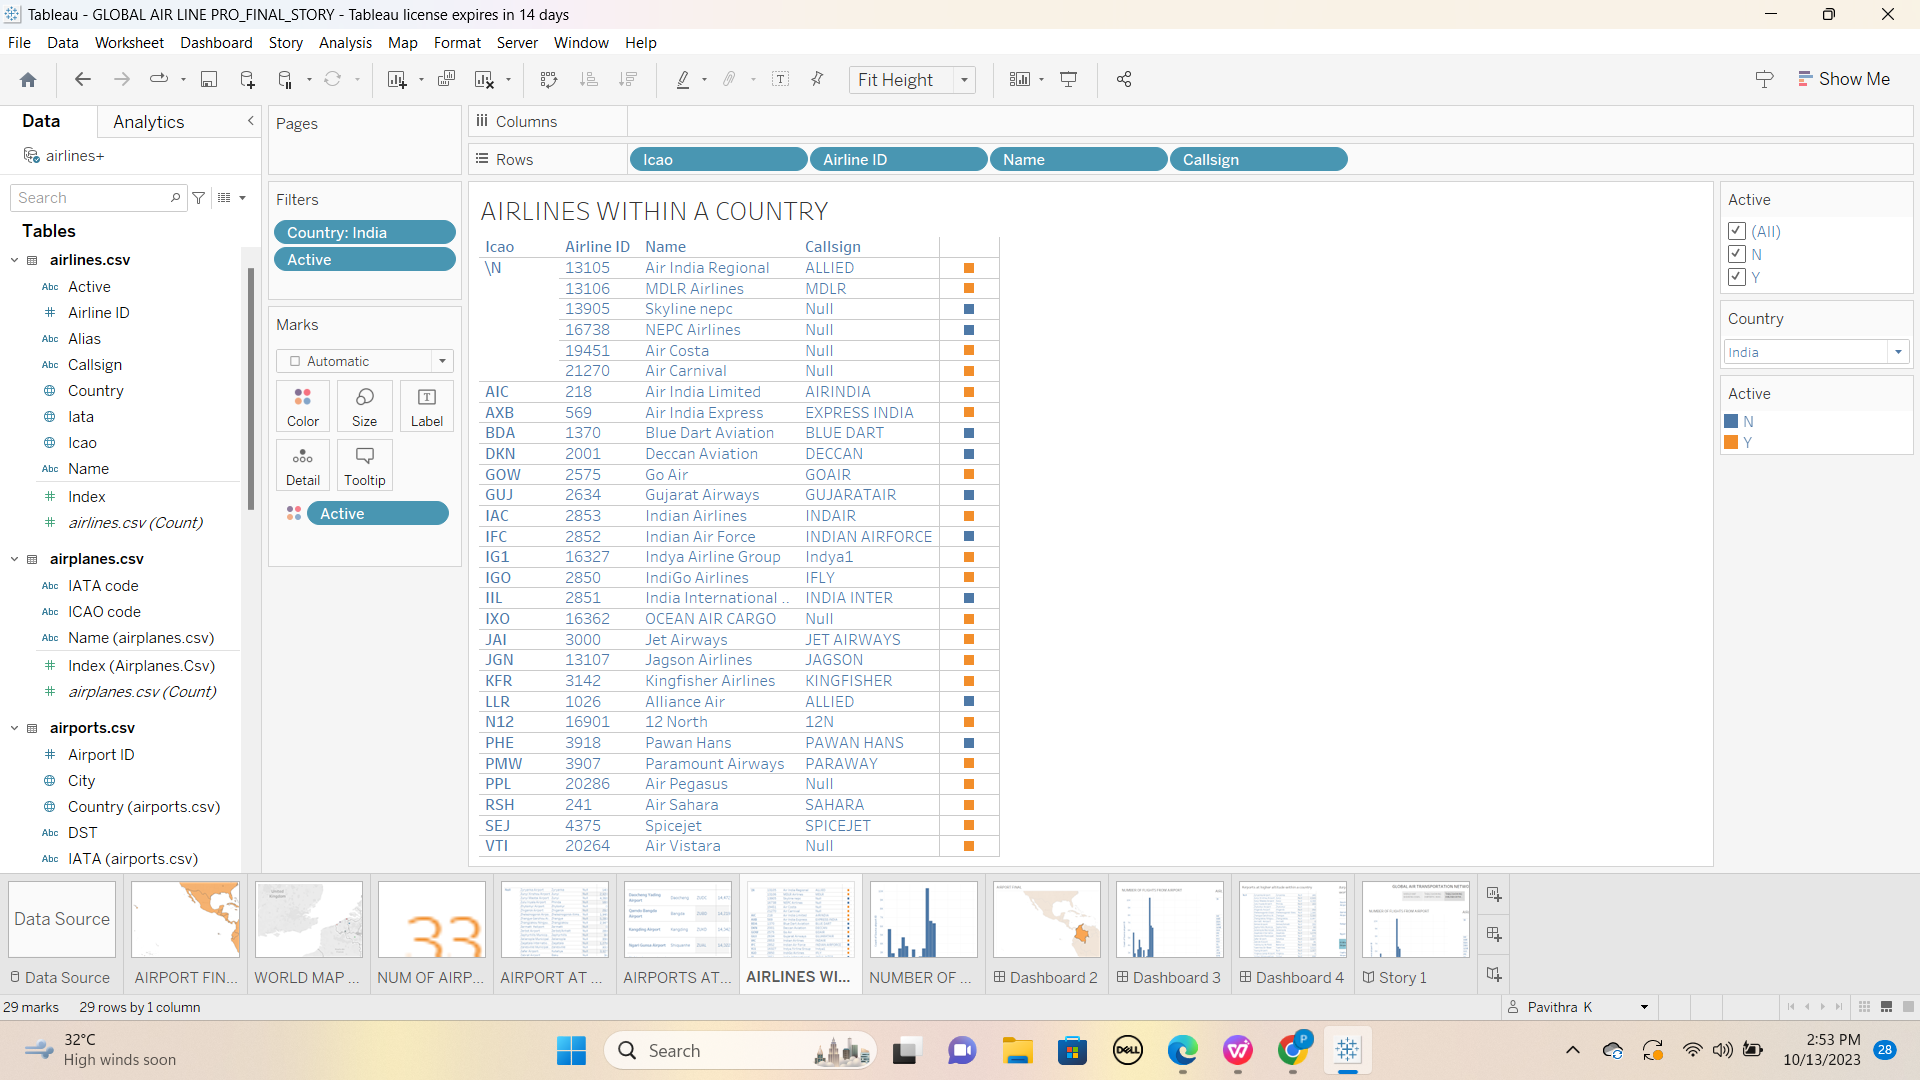 Tableau - GLOBAL AIR LINE PRO_FINAL_STORY - Tableau license expires in 14 days
File Data Worksheet Dashboard Story Analysis Map Format Server Window Help
Fit Height
Show Me
Data Analytics
airlines+
Search
Tables
airlines.csv
Abc Active
# Airline ID
Abc Alias
Abc Callsign
Country
Iata
Icao
Abc Name
# Index
# airlines.csv (Count)
airplanes.csv
Abc IATA code
Abc ICAO code
Abc Name (airplanes.csv)
# Index (Airplanes.Csv)
# airplanes.csv (Count)
airports.csv
# Airport ID
City
Country (airports.csv)
Abc DST
Abc IATA (airports.csv)
Pages
Filters
Country: India
Active
Marks
Automatic
Color Size Label
Detail Tooltip
Active
Columns
Rows Icao Airline ID Name Callsign
AIRLINES WITHIN A COUNTRY
Icao Airline ID Name Callsign
\N 13105 Air India Regional ALLIED
13106 MDLR Airlines MDLR
13905 Skyline nepc Null
16738 NEPC Airlines Null
19451 Air Costa Null
21270 Air Carnival Null
AIC 218 Air India Limited AIRINDIA
AXB 569 Air India Express EXPRESS INDIA
BDA 1370 Blue Dart Aviation BLUE DART
DKN 2001 Deccan Aviation DECCAN
GOW 2575 Go Air GOAIR
GUJ 2634 Gujarat Airways GUJARATAIR
IAC 2853 Indian Airlines INDAIR
IFC 2852 Indian Air Force INDIAN AIRFORCE
IG1 16327 Indya Airline Group Indya1
IGO 2850 IndiGo Airlines IFLY
IIL 2851 India International .. INDIA INTER
IXO 16362 OCEAN AIR CARGO Null
JAI 3000 Jet Airways JET AIRWAYS
JGN 13107 Jagson Airlines JAGSON
KFR 3142 Kingfisher Airlines KINGFISHER
LLR 1026 Alliance Air ALLIED
N12 16901 12 North 12N
PHE 3918 Pawan Hans PAWAN HANS
PMW 3907 Paramount Airways PARAWAY
PPL 20286 Air Pegasus Null
RSH 241 Air Sahara SAHARA
SEJ 4375 Spicejet SPICEJET
VTI 20264 Air Vistara Null
Active
(All)
N
Y
Country
India
Active
N
Y
Data Source
33
Data Source AIRPORT FIN... WORLD MAP ... NUM OF AIRP... AIRPORT AT ... AIRPORTS AT... AIRLINES WI... NUMBER OF ... Dashboard 2 Dashboard 3 Dashboard 4 Story 1
29 marks 29 rows by 1 column
Pavithra K
32°C
High winds soon
Search
DELL
P
2:53 PM
10/13/2023
28